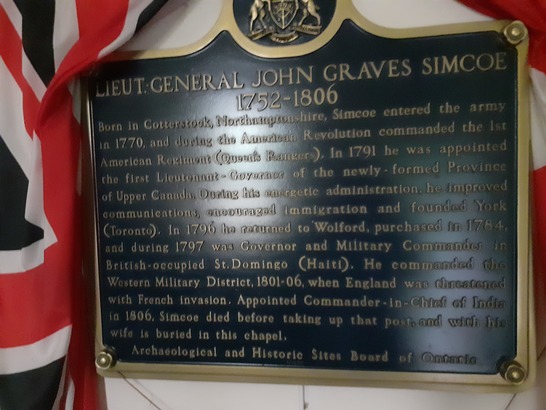 LIEUT.-GENERAL JOHN GRAVES SIMCOE
1752-1806
Born in Cotterstock, Northamptonshire, Simcoe entered the army
in 1770, and during the American Revolution commanded the 1st
American Regiment (Queen's Rangers). In 1791 he was appointed
the first Lieutenant-Governor of the newly-formed Province
of Upper Canada. During his energetic administration, he improved
communications, encouraged immigration and founded York
(Toronto). In 1796 he returned to Wolford, purchased in 1784,
and during 1797 was Governor and Military Commander in
British-occupied St. Domingo (Haiti). He commanded the
Western Military District, 1801-06, when England was threatened
with French invasion. Appointed Commander-in-Chief of India
in 1806, Simcoe died before taking up that post, and with his
wife is buried in this chapel.
Archaeological and Historic Sites Board of Ontario